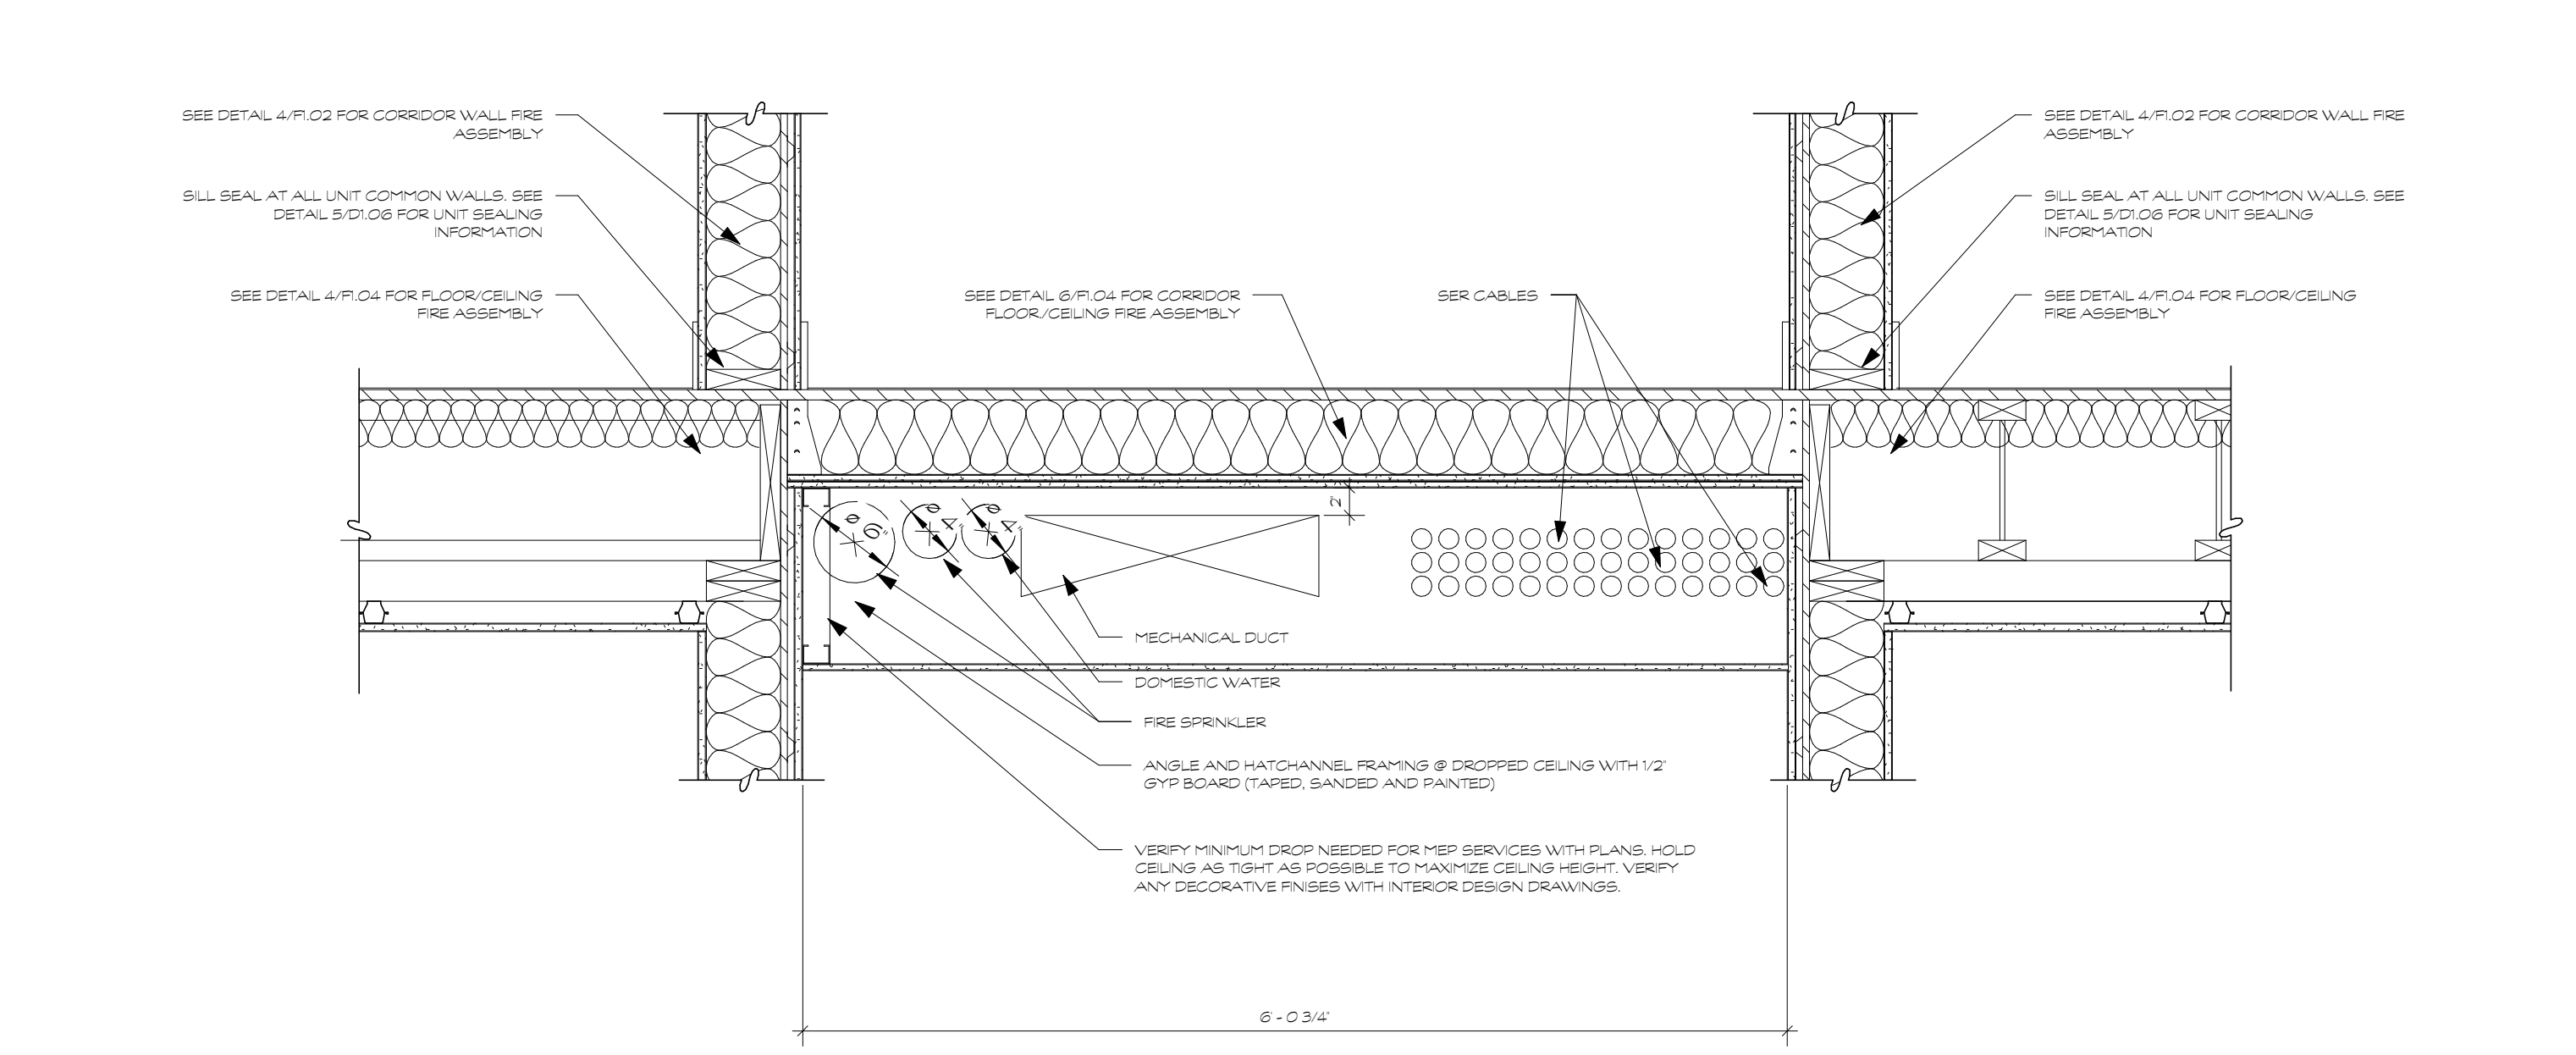 SEE DETAIL 4/F1.02 FOR CORRIDOR WALL FIRE
ASSEMBLY
SILL SEAL AT ALL UNIT COMMON WALLS. SEE
DETAIL 5/D1.06 FOR UNIT SEALING
INFORMATION
SEE DETAIL 4/F1.04 FOR FLOOR/CEILING
FIRE ASSEMBLY
SEE DETAIL 6/F1.04 FOR CORRIDOR
FLOOR./CEILING FIRE ASSEMBLY
SER CABLES
SEE DETAIL 4/F1.02 FOR CORRIDOR WALL FIRE
ASSEMBLY
SILL SEAL AT ALL UNIT COMMON WALLS. SEE
DETAIL 5/D1.06 FOR UNIT SEALING
INFORMATION
SEE DETAIL 4/F1.04 FOR FLOOR/CEILING
FIRE ASSEMBLY
ø 6"
ø 4"
ø 4"
2"
MECHANICAL DUCT
DOMESTIC WATER
FIRE SPRINKLER
ANGLE AND HATCHANNEL FRAMING @ DROPPED CEILING WITH 1/2"
GYP BOARD (TAPED, SANDED AND PAINTED)
VERIFY MINIMUM DROP NEEDED FOR MEP SERVICES WITH PLANS. HOLD
CEILING AS TIGHT AS POSSIBLE TO MAXIMIZE CEILING HEIGHT. VERIFY
ANY DECORATIVE FINISES WITH INTERIOR DESIGN DRAWINGS.
6' - 0 3/4"